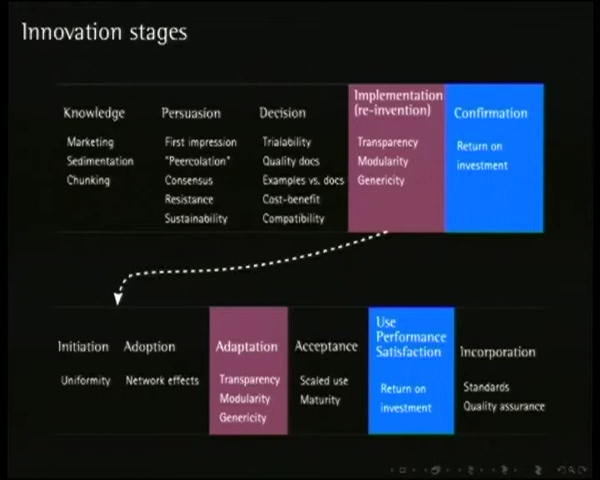 Innovation stages
Knowledge
Marketing
Sedimentation
Chunking
Persuasion
First impression
"Peercolation"
Consensus
Resistance
Sustainability
Decision
Trialability
Quality docs
Examples vs. docs
Cost-benefit
Compatibility
Implementation
(re-invention)
Transparency
Modularity
Genericity
Confirmation
Return on
investment
Initiation
Uniformity
Adoption
Network effects
Adaptation
Transparency
Modularity
Genericity
Acceptance
Scaled use
Maturity
Use
Performance
Satisfaction
Return on
investment
Incorporation
Standards
Quality assurance